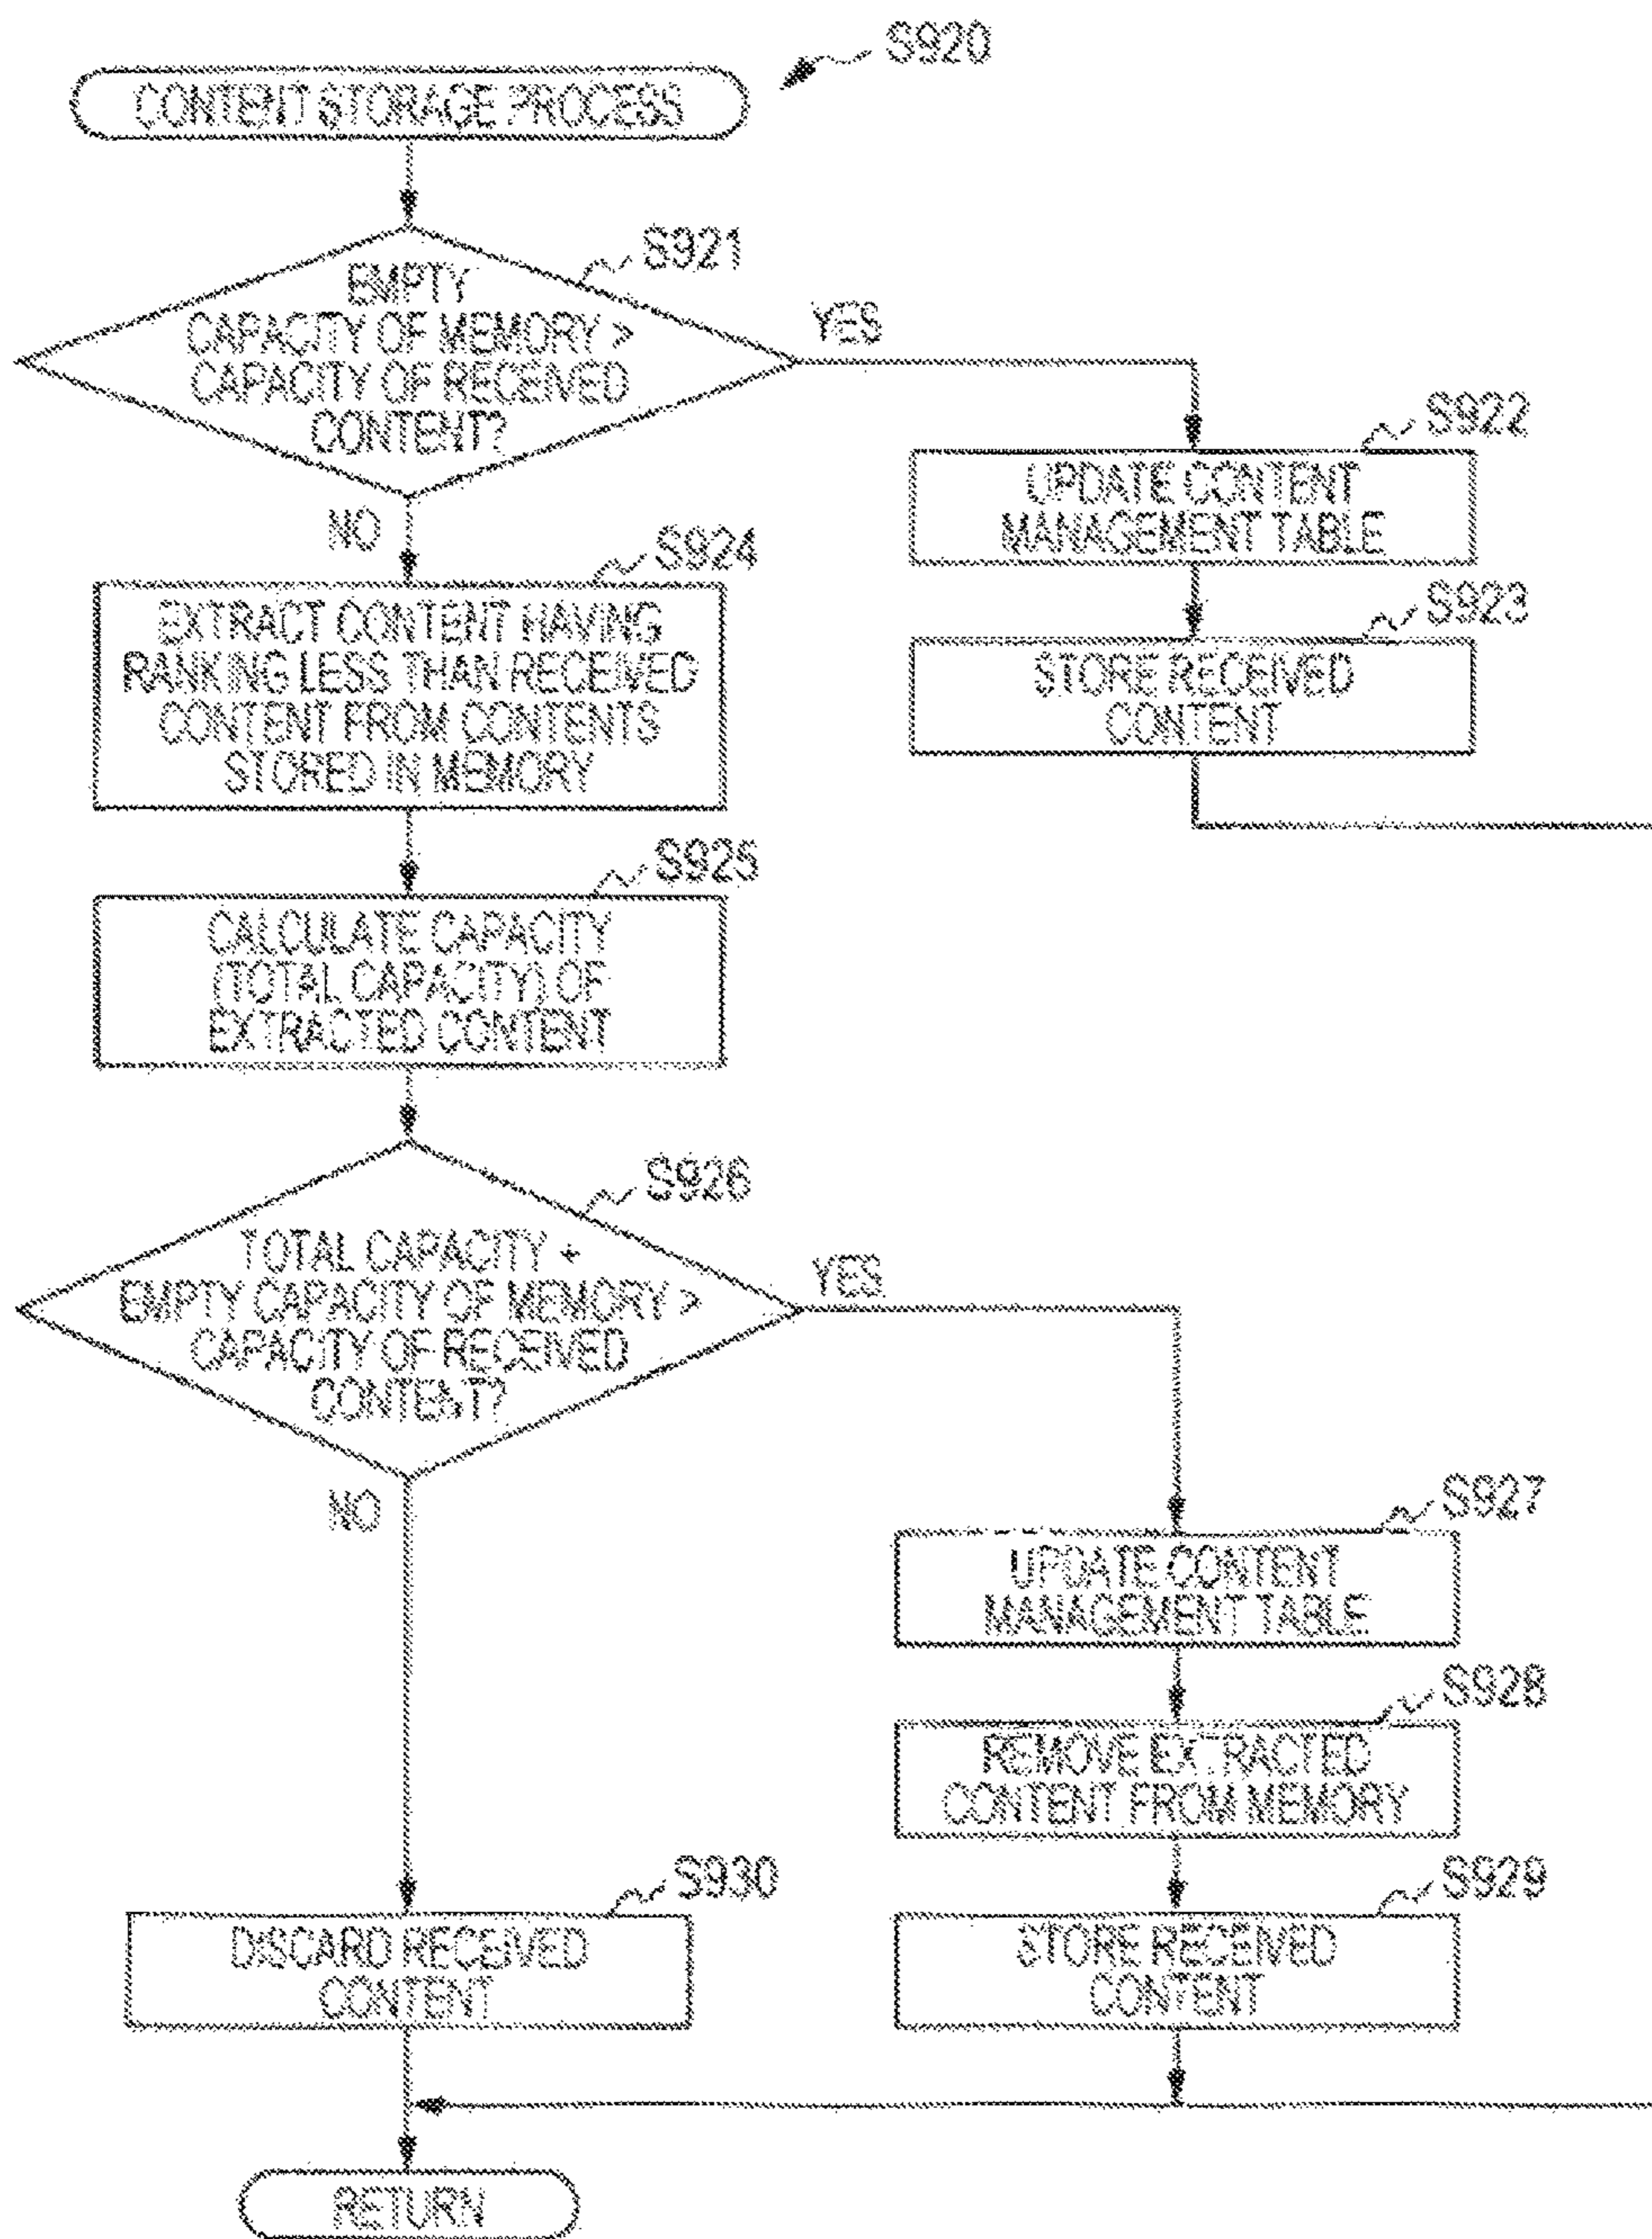 S920
CONTENT STORAGE PROCESS
S921
EMPTY
CAPACITY OF MEMORY >
CAPACITY OF RECEIVED
CONTENT?
YES
NO
S922
UPDATE CONTENT
MANAGEMENT TABLE
S923
STORE RECEIVED
CONTENT
S924
EXTRACT CONTENT HAVING
RANKING LESS THAN RECEIVED
CONTENT FROM CONTENTS
STORED IN MEMORY
S925
CALCULATE CAPACITY
(TOTAL CAPACITY) OF
EXTRACTED CONTENT
S926
TOTAL CAPACITY +
EMPTY CAPACITY OF MEMORY >
CAPACITY OF RECEIVED
CONTENT?
YES
NO
S927
UPDATE CONTENT
MANAGEMENT TABLE
S928
REMOVE EXTRACTED
CONTENT FROM MEMORY
S929
STORE RECEIVED
CONTENT
S930
DISCARD RECEIVED
CONTENT
RETURN